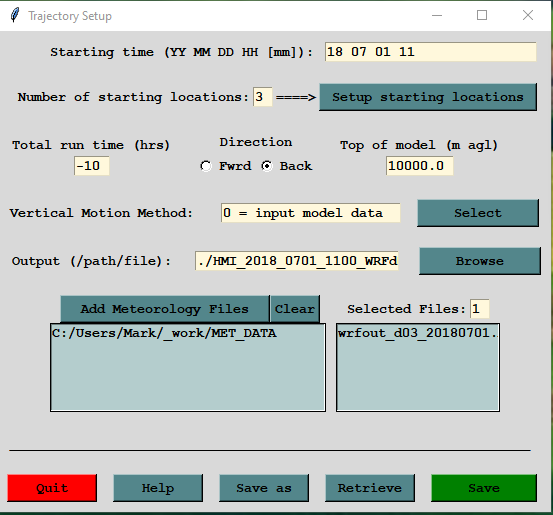 Trajectory Setup
Starting time (YY MM DD HH [mm]): 18 07 01 11
Number of starting locations: 3 ====> Setup starting locations
Total run time (hrs) Direction Top of model (m agl)
-10 Fwrd Back 10000.0
Vertical Motion Method: 0 = input model data Select
Output (/path/file): ./HMI_2018_0701_1100_WRFd Browse
Add Meteorology Files Clear Selected Files: 1
C:/Users/Mark/_work/MET_DATA wrfout_d03_20180701.
Quit Help Save as Retrieve Save